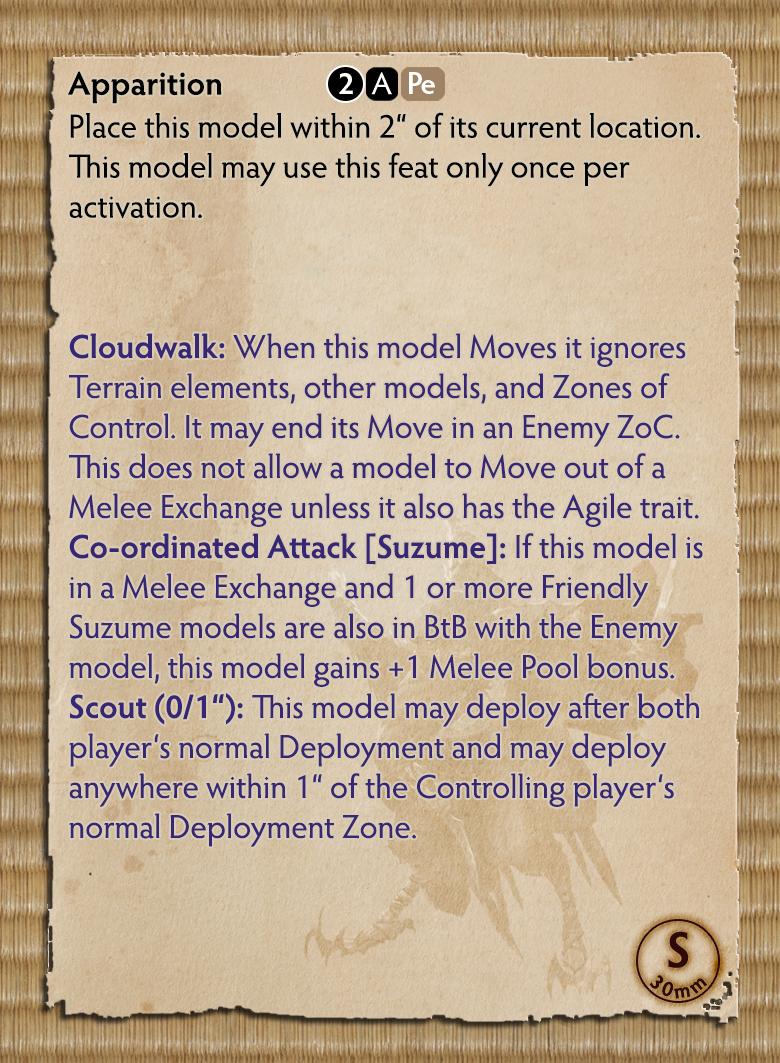 Apparition 2 A Pe
Place this model within 2“ of its current location.
This model may use this feat only once per
activation.
Cloudwalk: When this model Moves it ignores
Terrain elements, other models, and Zones of
Control. It may end its Move in an Enemy ZoC.
This does not allow a model to Move out of a
Melee Exchange unless it also has the Agile trait.
Co-ordinated Attack [Suzume]: If this model is
in a Melee Exchange and 1 or more Friendly
Suzume models are also in BtB with the Enemy
model, this model gains +1 Melee Pool bonus.
Scout (0/1“): This model may deploy after both
player‘s normal Deployment and may deploy
anywhere within 1“ of the Controlling player‘s
normal Deployment Zone.
S
30mm